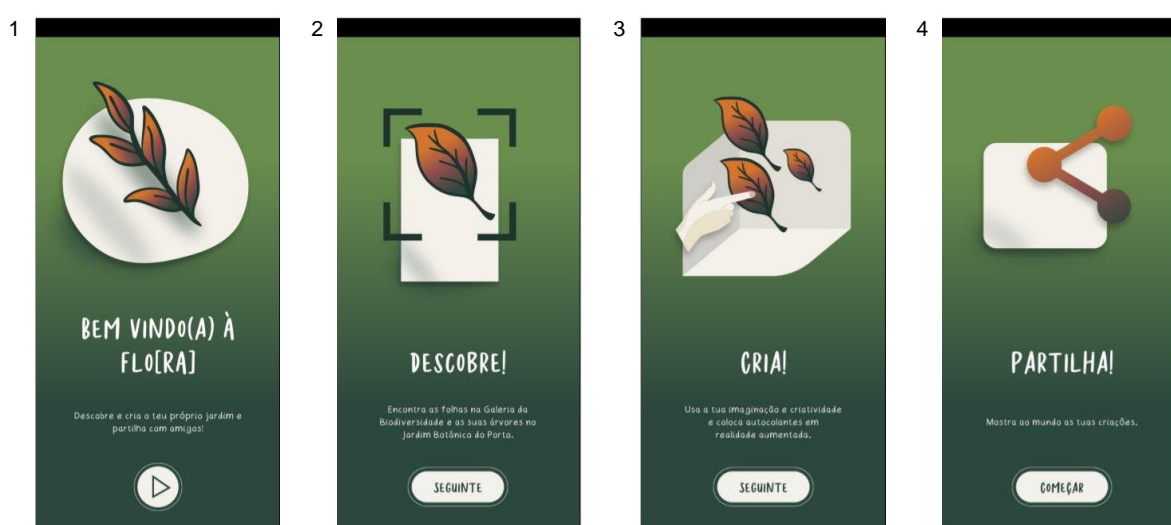 1
BEM VINDO(A) À
FLO[RA]
Descobre e cria o teu próprio jardim e
partilha com amigos!
2
DESCOBRE!
Encontra as folhas na Galeria da
Biodiversidade e as suas árvores no
Jardim Botânico do Porto.
SEGUINTE
3
CRIA!
Usa a tua imaginação e criatividade
e coloca autocolantes em
realidade aumentada.
SEGUINTE
4
PARTILHA!
Mostra ao mundo as tuas criações.
COMEÇAR